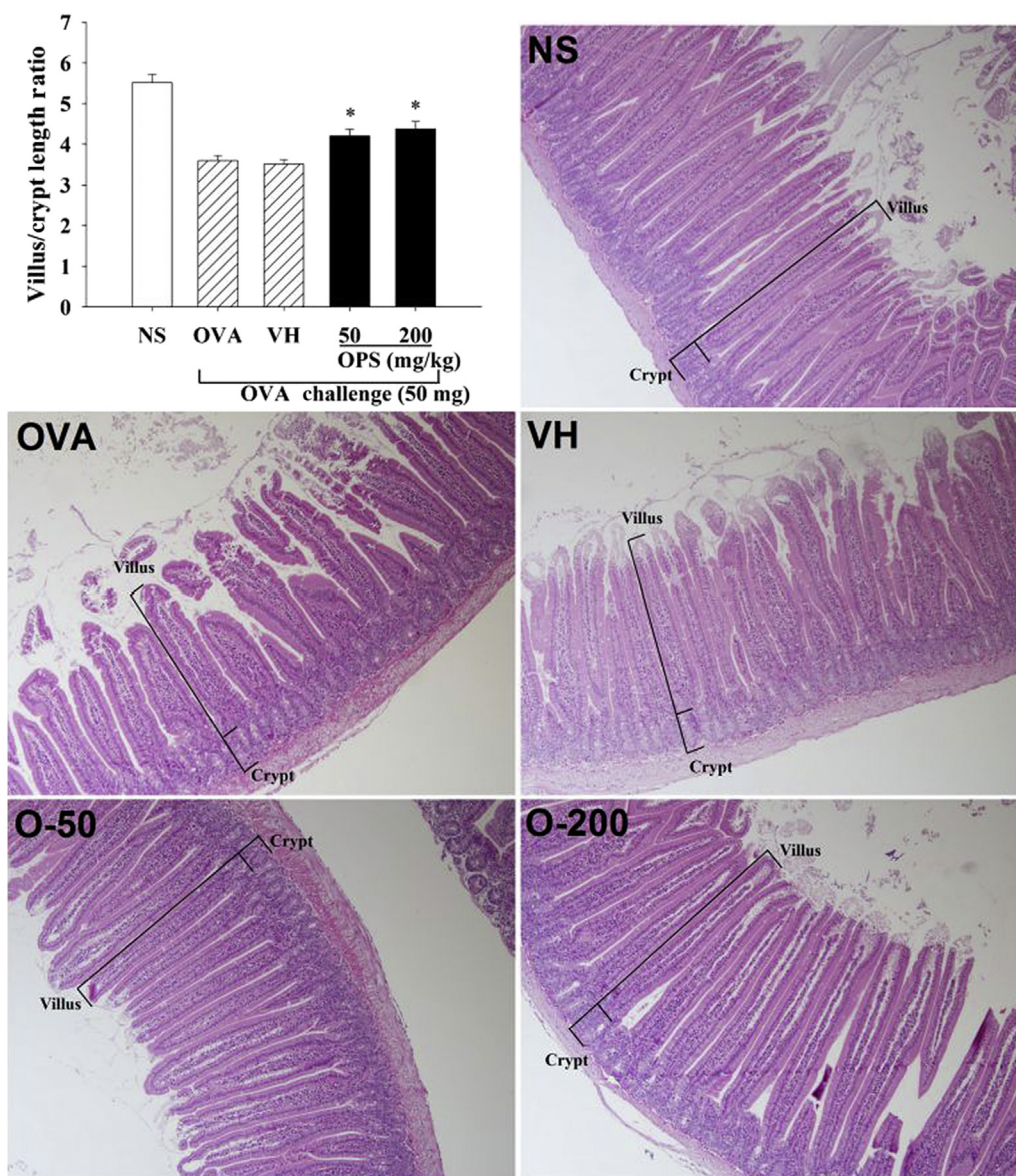 Villus/crypt length ratio
7
6
5
4
3
2
1
0
*
*
NS OVA VH 50 200
OPS (mg/kg)
OVA challenge (50 mg)
NS
Villus
Crypt
OVA
Villus
Crypt
VH
Villus
Crypt
O-50
Crypt
Villus
O-200
Villus
Crypt